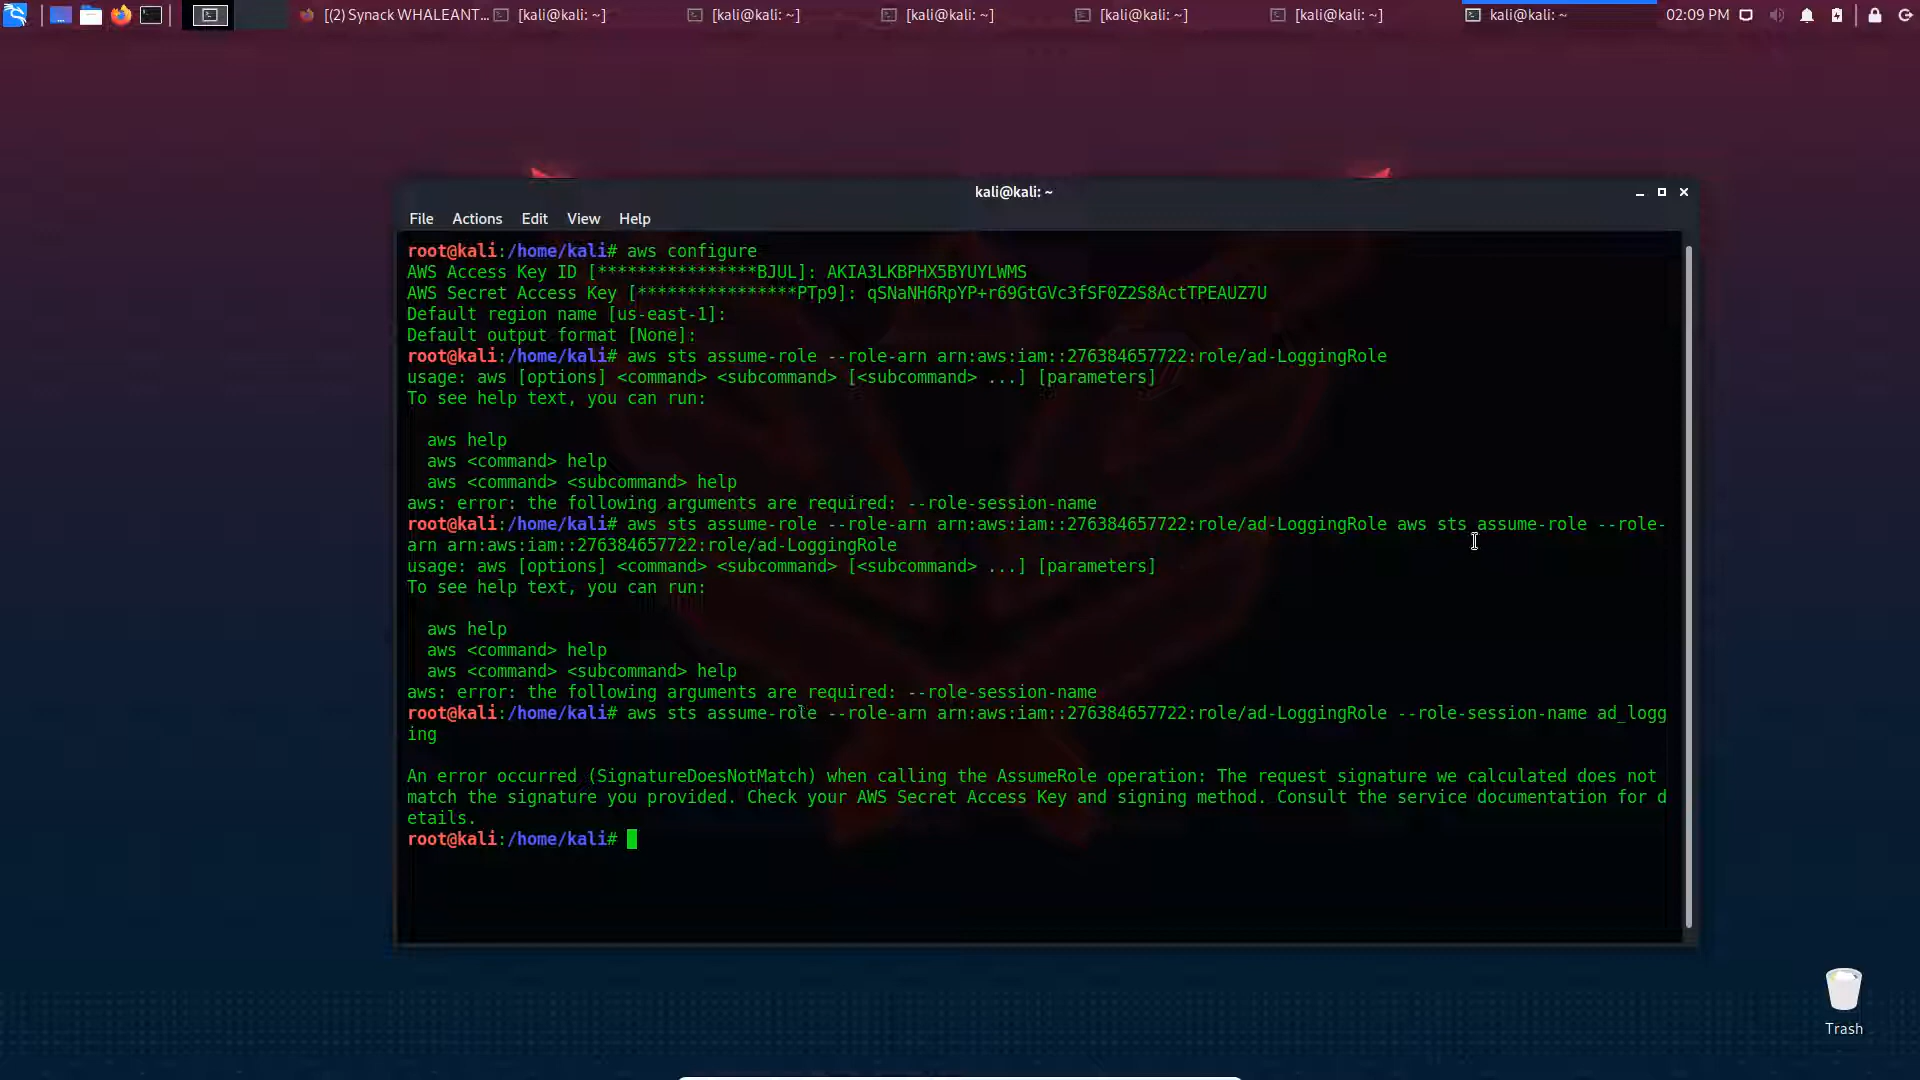 [(2) Synack WHALEANT...
[kali@kali: ~]
[kali@kali: ~]
[kali@kali: ~]
[kali@kali: ~]
[kali@kali: ~]
kali@kali: ~
02:09 PM
kali@kali: ~
File Actions Edit View Help
root@kali:/home/kali# aws configure
AWS Access Key ID [****************BJUL]: AKIA3LKBPHX5BYUYLWMS
AWS Secret Access Key [****************PTp9]: 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
Default region name [us-east-1]:
Default output format [None]:
root@kali:/home/kali# aws sts assume-role --role-arn arn:aws:iam::276384657722:role/ad-LoggingRole
usage: aws [options] <command> <subcommand> [<subcommand> ...] [parameters]
To see help text, you can run:
aws help
aws <command> help
aws <command> <subcommand> help
aws: error: the following arguments are required: --role-session-name
root@kali:/home/kali# aws sts assume-role --role-arn arn:aws:iam::276384657722:role/ad-LoggingRole aws sts assume-role --role-
arn arn:aws:iam::276384657722:role/ad-LoggingRole
usage: aws [options] <command> <subcommand> [<subcommand> ...] [parameters]
To see help text, you can run:
aws help
aws <command> help
aws <command> <subcommand> help
aws: error: the following arguments are required: --role-session-name
root@kali:/home/kali# aws sts assume-role --role-arn arn:aws:iam::276384657722:role/ad-LoggingRole --role-session-name ad_logg
ing
An error occurred (SignatureDoesNotMatch) when calling the AssumeRole operation: The request signature we calculated does not
match the signature you provided. Check your AWS Secret Access Key and signing method. Consult the service documentation for d
etails.
root@kali:/home/kali#
Trash